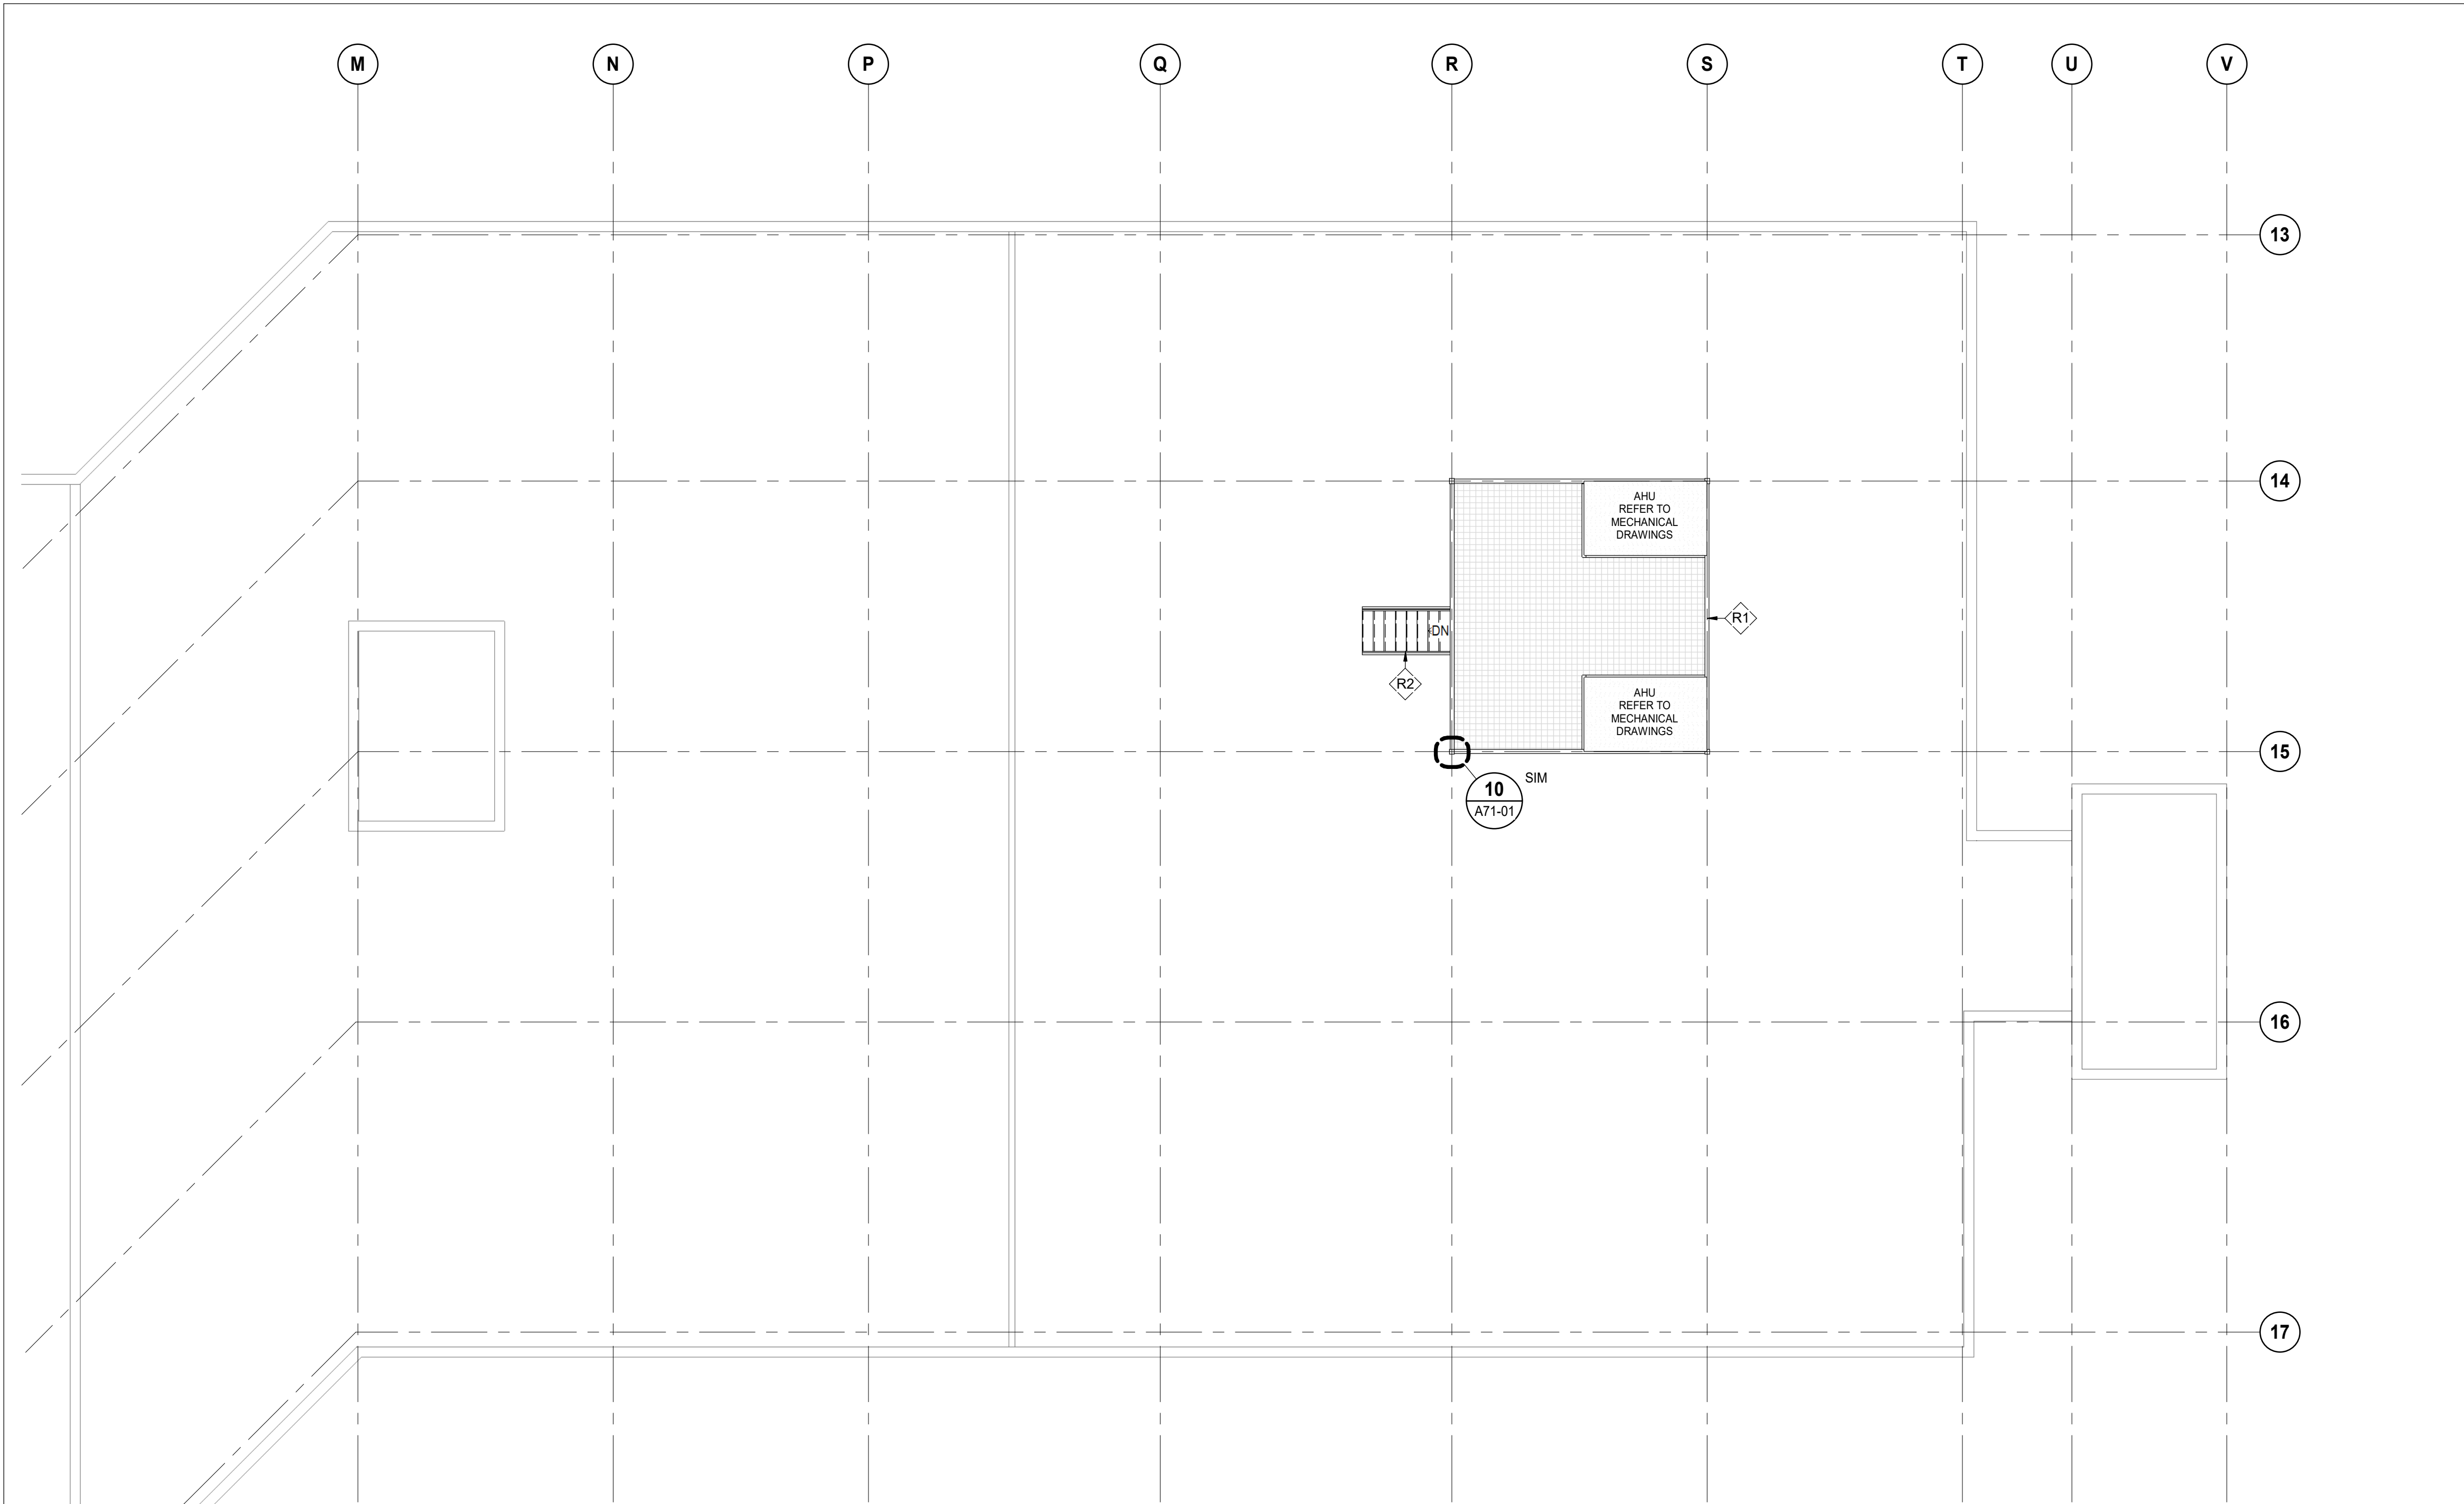 M
N
P
Q
R
S
T
U
V
13
14
AHU
REFER TO
MECHANICAL
DRAWINGS
R1
DN
R2
AHU
REFER TO
MECHANICAL
DRAWINGS
15
SIM
10
A71-01
16
17